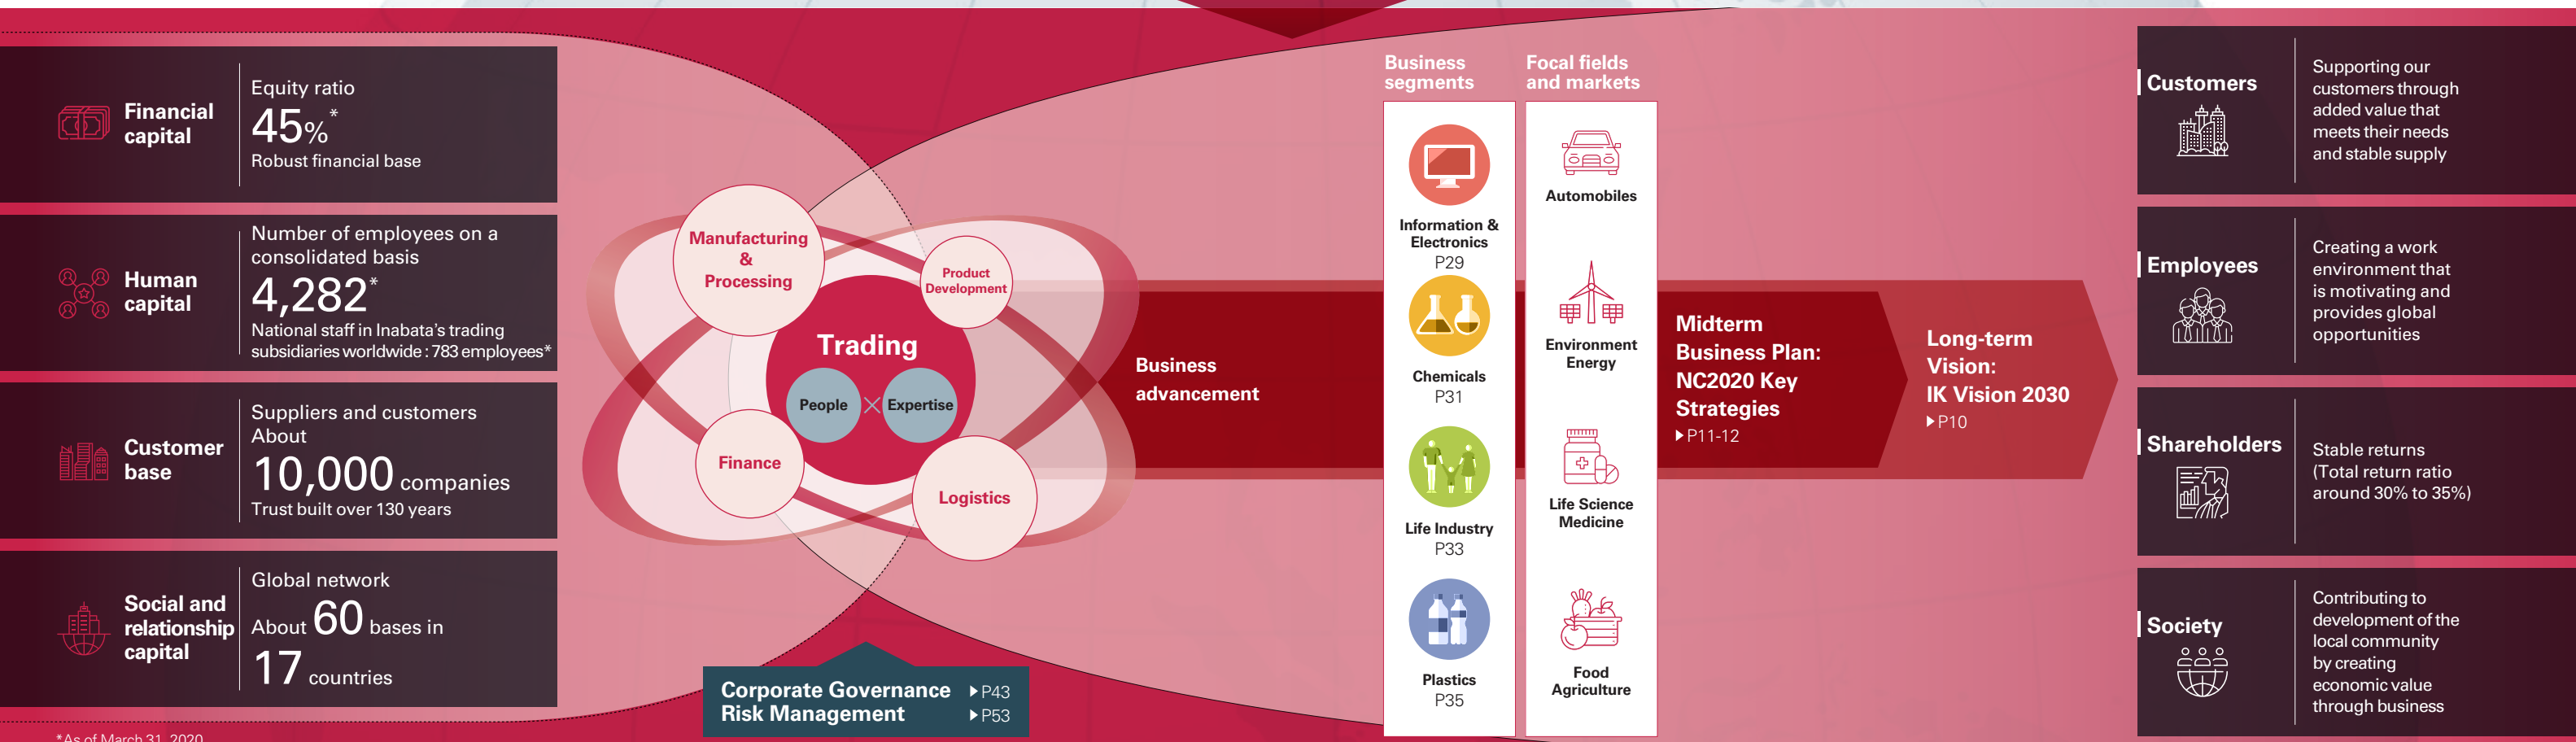 Financial
capital
Equity ratio
45%*
Robust financial base
Human
capital
Number of employees on a
consolidated basis
4,282*
National staff in Inabata's trading
subsidiaries worldwide : 783 employees*
Customer
base
Suppliers and customers
About
10,000 companies
Trust built over 130 years
Social and
relationship
capital
Global network
About 60 bases in
17 countries
*As of March 31, 2020
Manufacturing
&
Processing
Product
Development
Trading
People × Expertise
Finance
Logistics
Corporate Governance ▶P43
Risk Management ▶P53
Business
advancement
Business
segments
Information &
Electronics
P29
Chemicals
P31
Life Industry
P33
Plastics
P35
Focal fields
and markets
Automobiles
Environment
Energy
Life Science
Medicine
Food
Agriculture
Midterm
Business Plan:
NC2020 Key
Strategies
▶P11-12
Long-term
Vision:
IK Vision 2030
▶P10
Customers
Supporting our
customers through
added value that
meets their needs
and stable supply
Employees
Creating a work
environment that
is motivating and
provides global
opportunities
Shareholders
Stable returns
(Total return ratio
around 30% to 35%)
Society
Contributing to
development of the
local community
by creating
economic value
through business